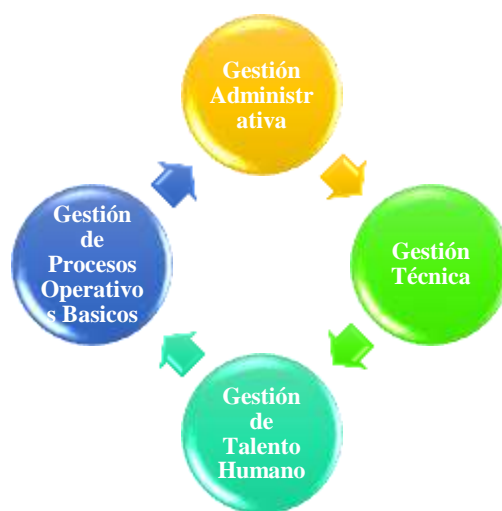 Gestión
Administr
ativa
Gestión
Técnica
Gestión
de
Talento
Humano
Gestión
de
Procesos
Operativo
s Basicos